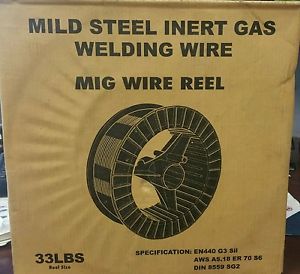 MILD STEEL INERT GAS
WELDING WIRE
MIG WIRE REEL
33LBS
Reel Size
SPECIFICATION: EN440 G3 Sil
AWS A5.18 ER 70 S6
DIN 8559 SG2